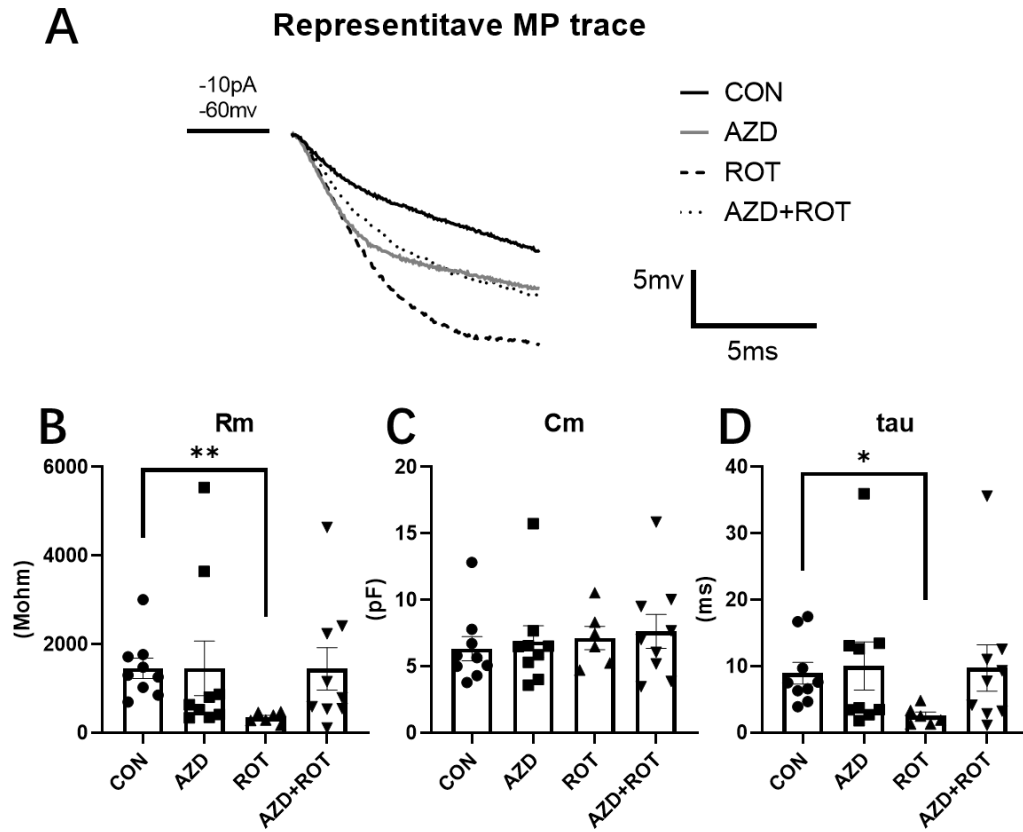 A
Representitave MP trace
-10pA
-60mv
CON
AZD
ROT
AZD+ROT
5mv
5ms
B
Rm
**
(Mohm)
6000
4000
2000
0
CON
AZD
ROT
AZD+ROT
C
Cm
(pF)
20
15
10
5
0
CON
AZD
ROT
AZD+ROT
D
tau
*
(ms)
40
30
20
10
0
CON
AZD
ROT
AZD+ROT